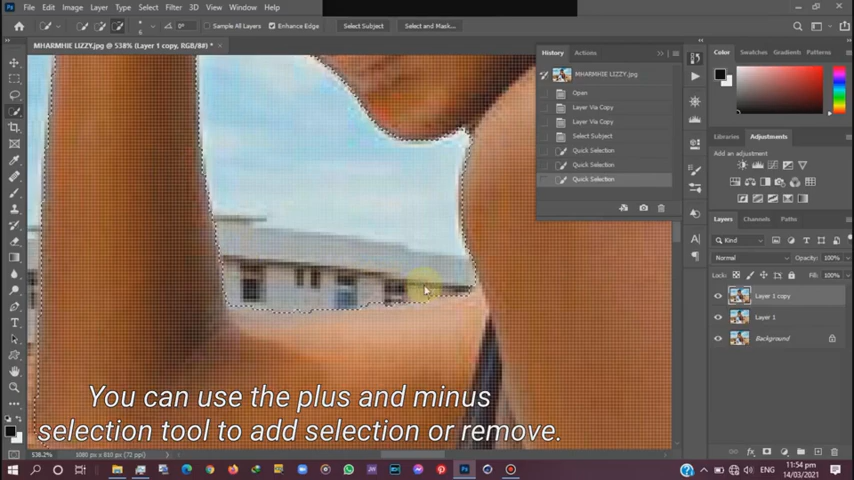 File Edit Image Layer Type Select Filter 3D View Window Help
Sample All Layers Enhance Edge Select Subject Select and Mask...
MHARMHIE LIZZY.jpg @ 538% (Layer 1 copy, RGB/8#) *
History Actions
MHARMHIE LIZZY.jpg
Open
Layer Via Copy
Layer Via Copy
Select Subject
Quick Selection
Quick Selection
Quick Selection
Color Swatches Gradients Patterns
Libraries Adjustments
Add an adjustment
Layers Channels Paths
Kind
Normal Opacity: 100%
Lock: Fill: 100%
Layer 1 copy
Layer 1
Background
You can use the plus and minus
selection tool to add selection or remove.
538.2% 1080 px x 810 px (72 ppi)
ENG 11:54 pm
14/03/2021